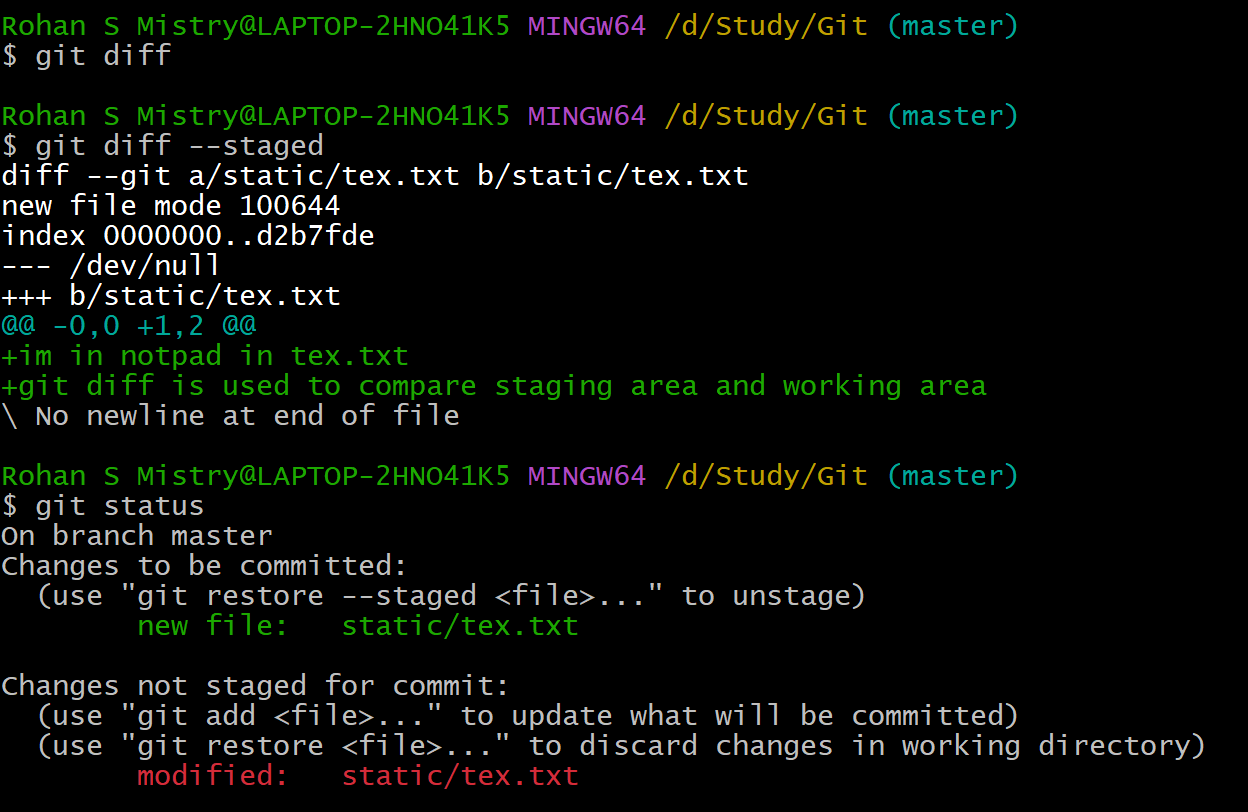 Rohan S Mistry@LAPTOP-2HNO41K5 MINGW64 /d/Study/Git (master)
$ git diff

Rohan S Mistry@LAPTOP-2HNO41K5 MINGW64 /d/Study/Git (master)
$ git diff --staged
diff --git a/static/tex.txt b/static/tex.txt
new file mode 100644
index 0000000..d2b7fde
--- /dev/null
+++ b/static/tex.txt
@@ -0,0 +1,2 @@
+im in notpad in tex.txt
+git diff is used to compare staging area and working area
\ No newline at end of file

Rohan S Mistry@LAPTOP-2HNO41K5 MINGW64 /d/Study/Git (master)
$ git status
On branch master
Changes to be committed:
  (use "git restore --staged <file>..." to unstage)
        new file:   static/tex.txt

Changes not staged for commit:
  (use "git add <file>..." to update what will be committed)
  (use "git restore <file>..." to discard changes in working directory)
        modified:   static/tex.txt